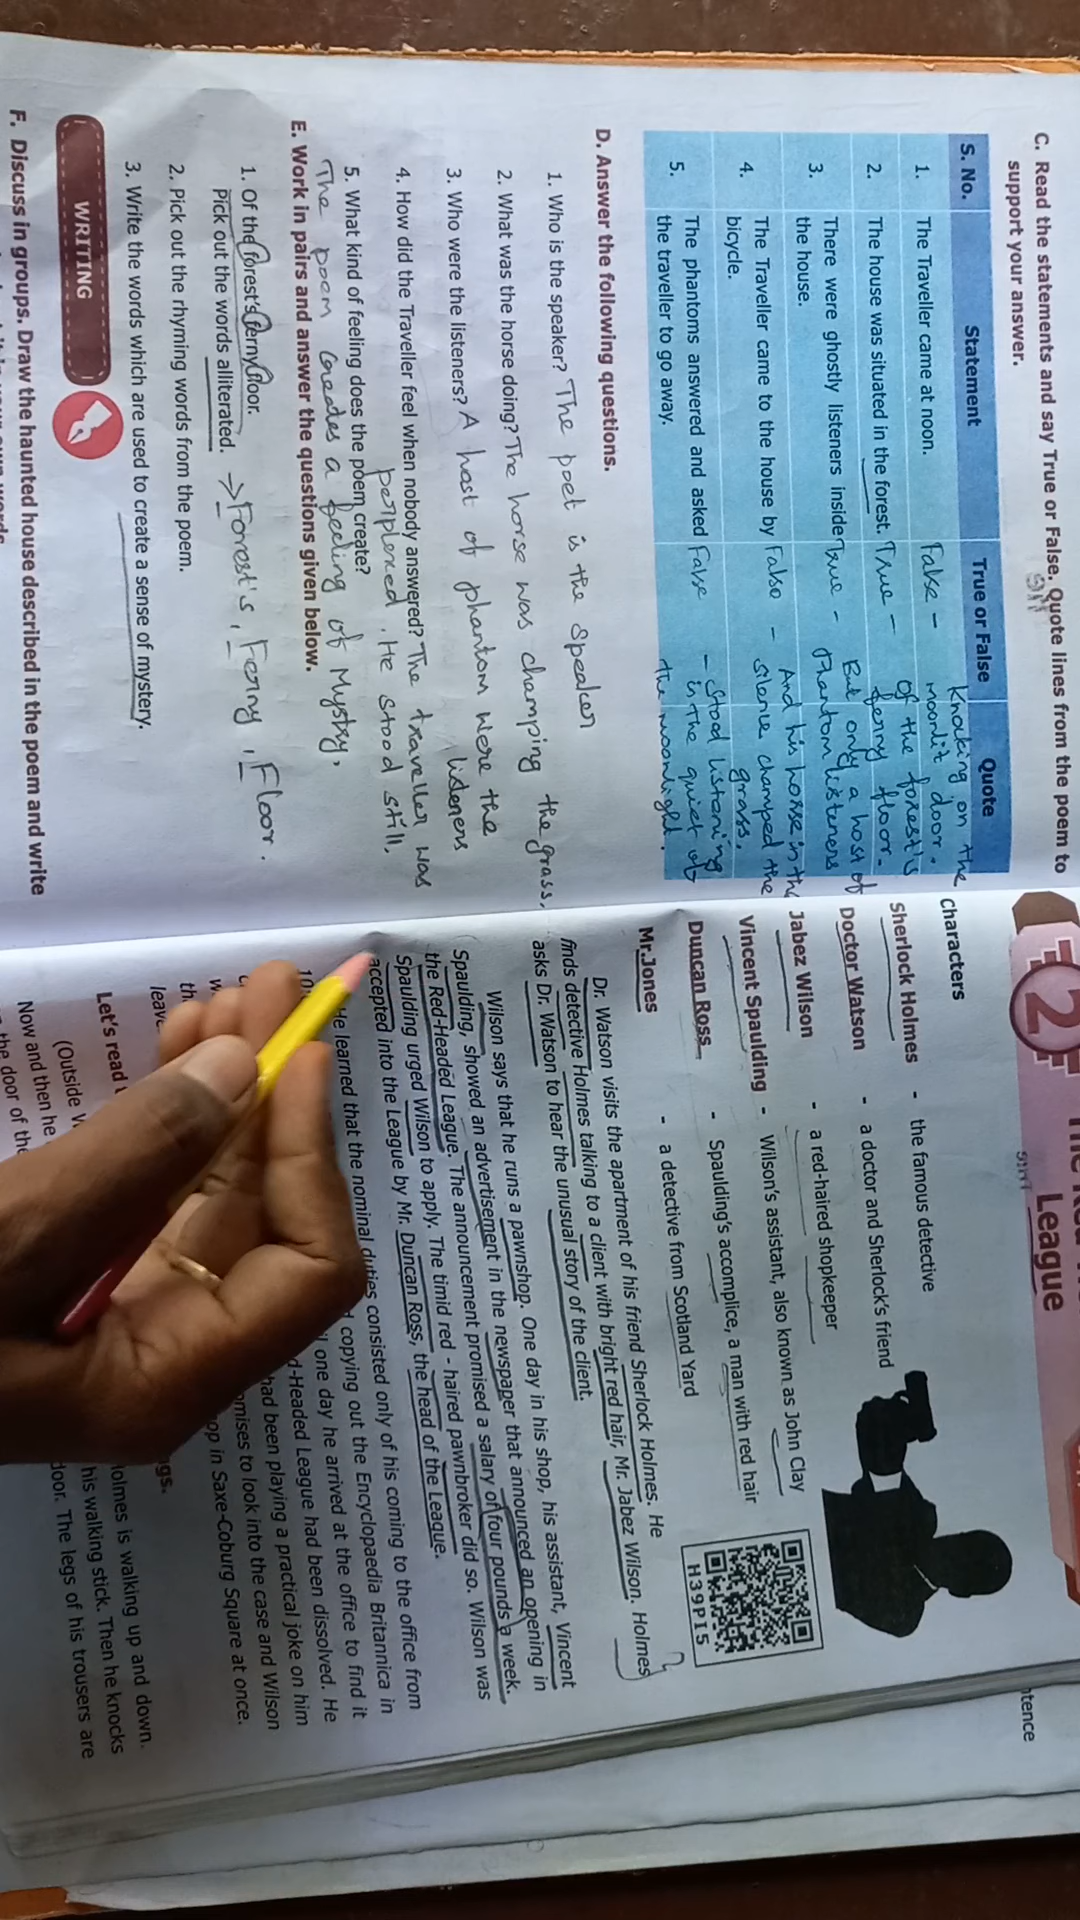 C. Read the statements and say True or False. Quote lines from the poem to
support your answer.
S. No. Statement True or False Quote
1. The Traveller came at noon. False - Knocking on the
moonlit door.
2. The house was situated in the forest. True - of the forest's
ferny floor.
3. There were ghostly listeners inside True - But only a host of
the house. Phantom listeners
4. The Traveller came to the house by Falso - And his horse in the
bicycle. silence champed the
grass.
5. The phantoms answered and asked False - Stood listening
the traveller to go away. in the quiet of
the moonlight.
D. Answer the following questions.
1. Who is the speaker? The poet is the speaker
2. What was the horse doing? The horse was champing the grass.
3. Who were the listeners? A host of phantom were the
listeners
4. How did the Traveller feel when nobody answered? The traveller was
perplexed. He stood still.
5. What kind of feeling does the poem create?
The poem creates a feeling of Mystry.
E. Work in pairs and answer the questions given below.
1. Of the forest's ferny floor.
Pick out the words alliterated. → Forest's, Ferny, Floor.
2. Pick out the rhyming words from the poem.
3. Write the words which are used to create a sense of mystery.
WRITING
F. Discuss in groups. Draw the haunted house described in the poem and write
2
League
Characters
Sherlock Holmes - the famous detective
Doctor Watson - a doctor and Sherlock's friend
Jabez Wilson - a red-haired shopkeeper
Vincent Spaulding - Wilson's assistant, also known as John Clay
Duncan Ross - Spaulding's accomplice, a man with red hair
Mr.Jones - a detective from Scotland Yard
H39PI5
Dr. Watson visits the apartment of his friend Sherlock Holmes. He
finds detective Holmes talking to a client with bright red hair, Mr. Jabez Wilson. Holmes
asks Dr. Watson to hear the unusual story of the client.
Wilson says that he runs a pawnshop. One day in his shop, his assistant, Vincent
Spaulding, showed an advertisement in the newspaper that announced an opening in
the Red-Headed League. The announcement promised a salary of four pounds a week.
Spaulding urged Wilson to apply. The timid red - haired pawnbroker did so. Wilson was
accepted into the League by Mr. Duncan Ross, the head of the League.
He learned that the nominal duties consisted only of his coming to the office from
copying out the Encyclopaedia Britannica in
one day he arrived at the office to find it
d-Headed League had been dissolved. He
had been playing a practical joke on him
omises to look into the case and Wilson
op in Saxe-Coburg Square at once.
leav
gs.
Let's read
(Outside
Holmes is walking up and down.
Now and then he
his walking stick. Then he knocks
the door of the
door. The legs of his trousers are
ntence